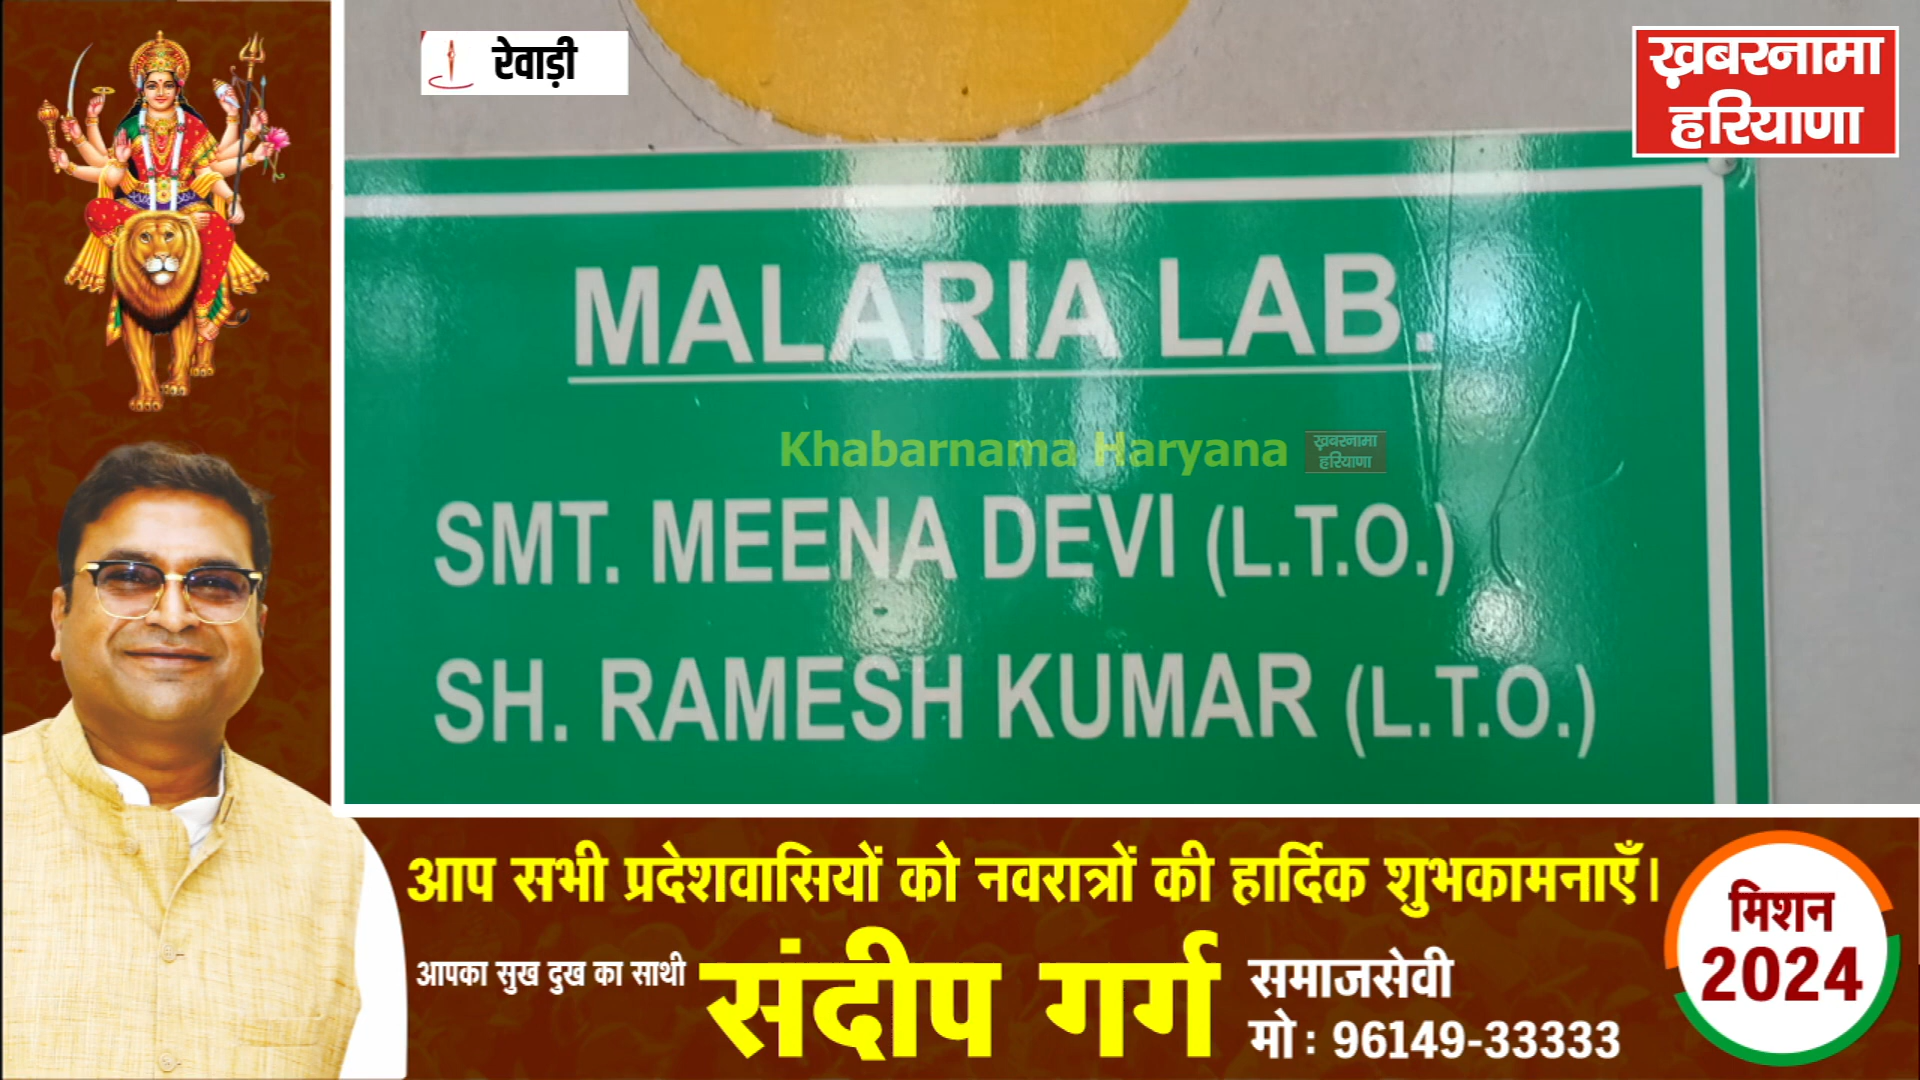 रेवाड़ी
ख़बरनामा
हरियाणा
MALARIA LAB.
Khabarnama Haryana
ख़बरनामा
हरियाणा
SMT. MEENA DEVI (L.T.O.)
SH. RAMESH KUMAR (L.T.O.)
आप सभी प्रदेशवासियों को नवरात्रों की हार्दिक शुभकामनाएँ।
आपका सुख दुख का साथी
संदीप गर्ग
समाजसेवी
मो : 96149-33333
मिशन
2024